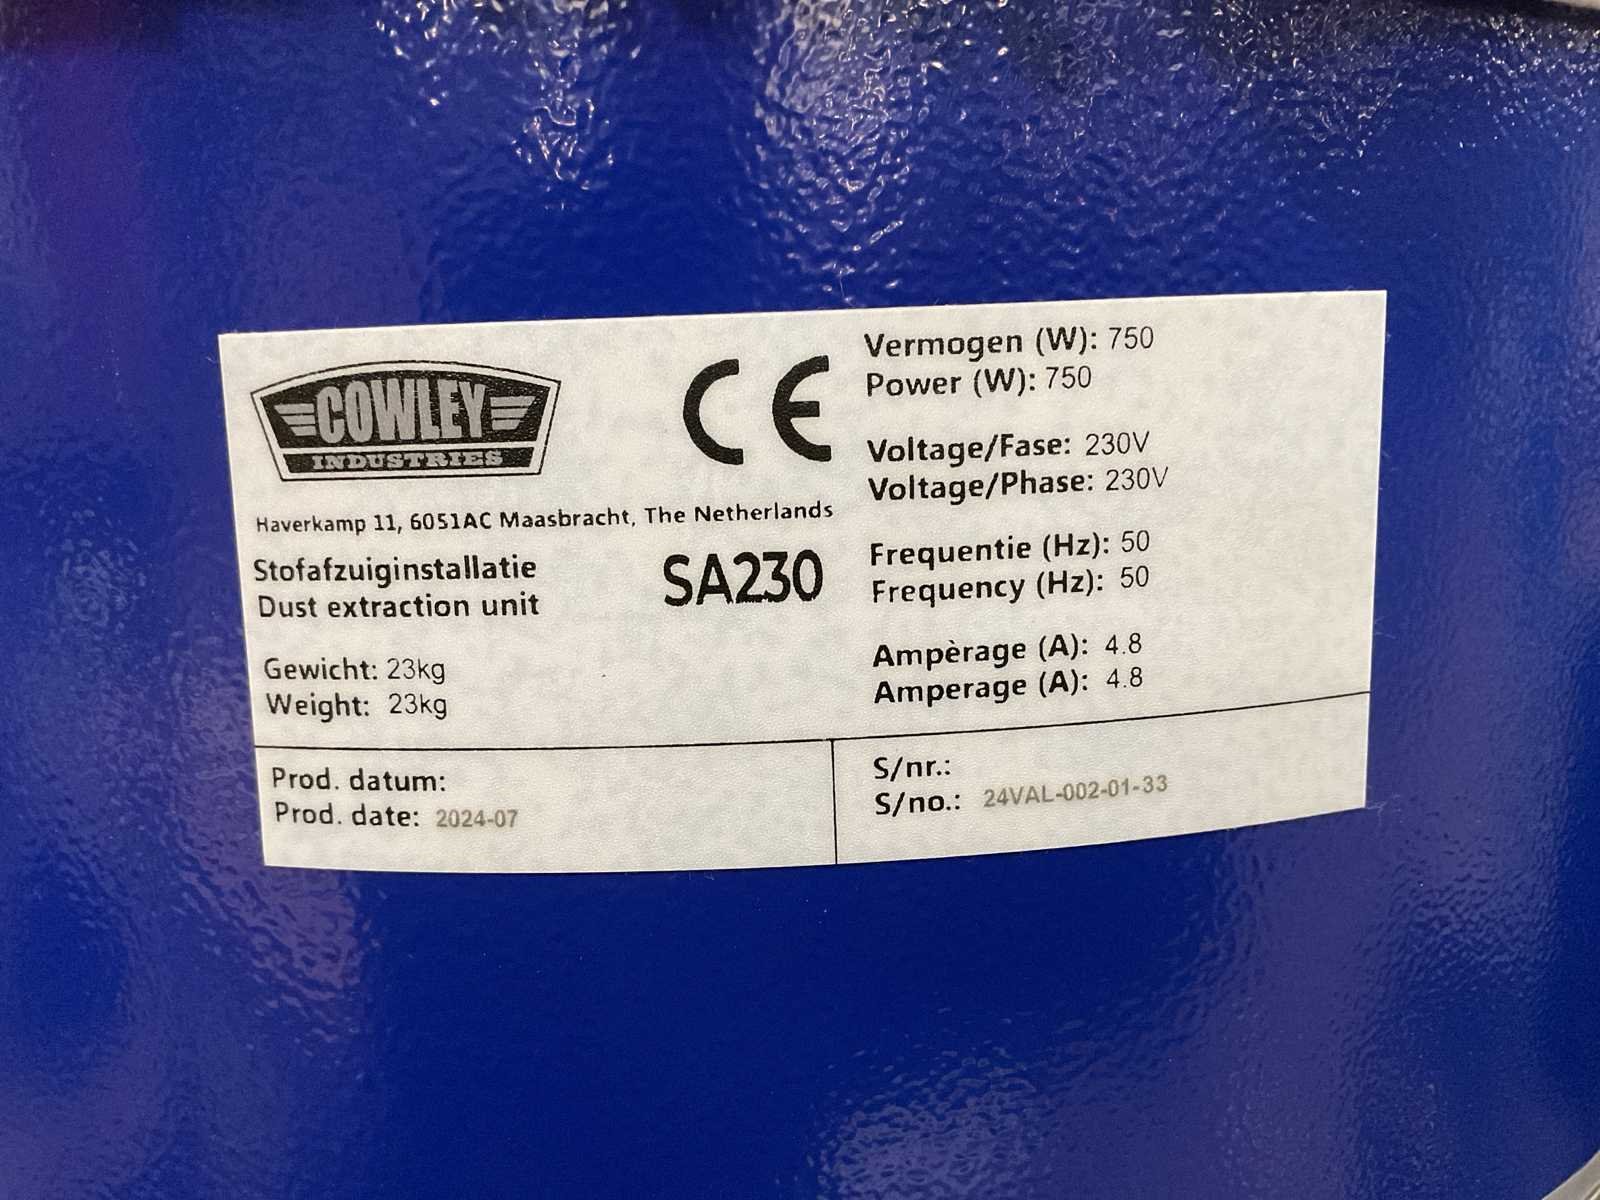 COWLEY
INDUSTRIES
CE
Haverkamp 11, 6051AC Maasbracht, The Netherlands
Stofafzuiginstallatie
Dust extraction unit
SA230
Gewicht: 23kg
Weight: 23kg
Vermogen (W): 750
Power (W): 750
Voltage/Fase: 230V
Voltage/Phase: 230V
Frequentie (Hz): 50
Frequency (Hz): 50
Ampèrage (A): 4.8
Amperage (A): 4.8
Prod. datum:
Prod. date: 2024-07
S/nr.:
S/no.: 24VAL-002-01-33